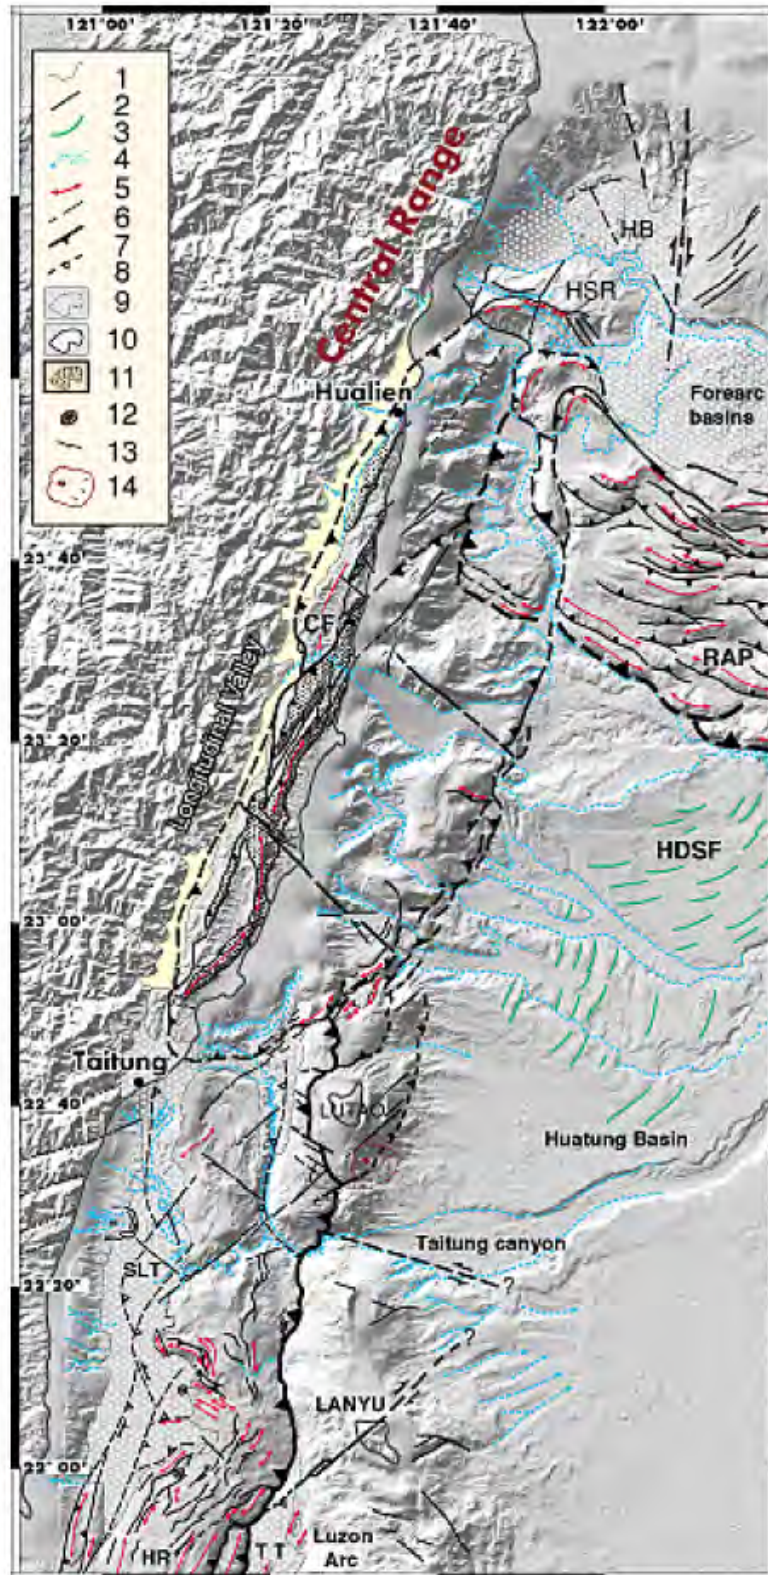 121°00'
121°20'
121°40'
122°00'
1
2
3
4
5
6
7
8
9
10
11
12
13
14
Central Range
HB
HSR
Hualien
Forearc
basins
23°40'
CF
RAP
Longitudinal Valley
23°20'
HDSF
23°00'
Taitung
22°40'
LUTAO
Huatung Basin
Taitung canyon
SLT
?
22°20'
?
LANYU
22°00'
HR
TT
Luzon
Arc